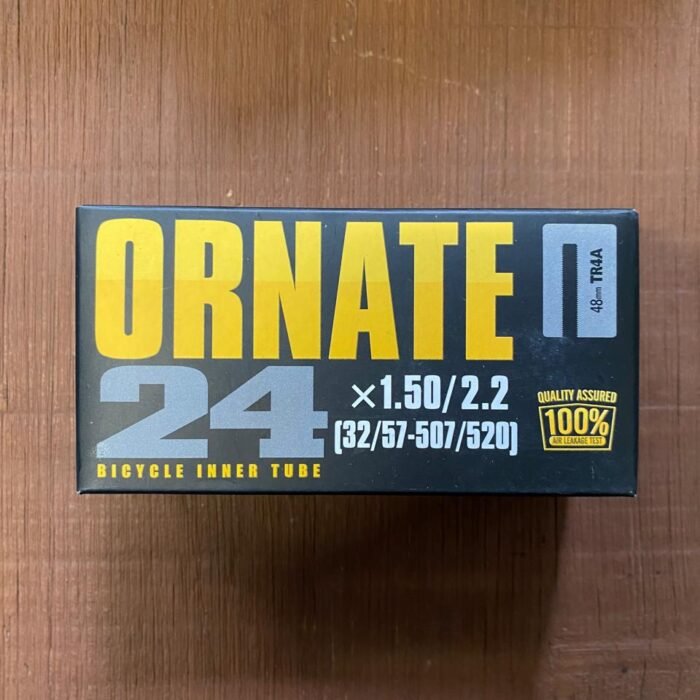 ORNATE
24
×1.50/2.2
(32/57-507/520)
BICYCLE INNER TUBE
48mm TR4A
QUALITY ASSURED
100%
AIR LEAKAGE TEST